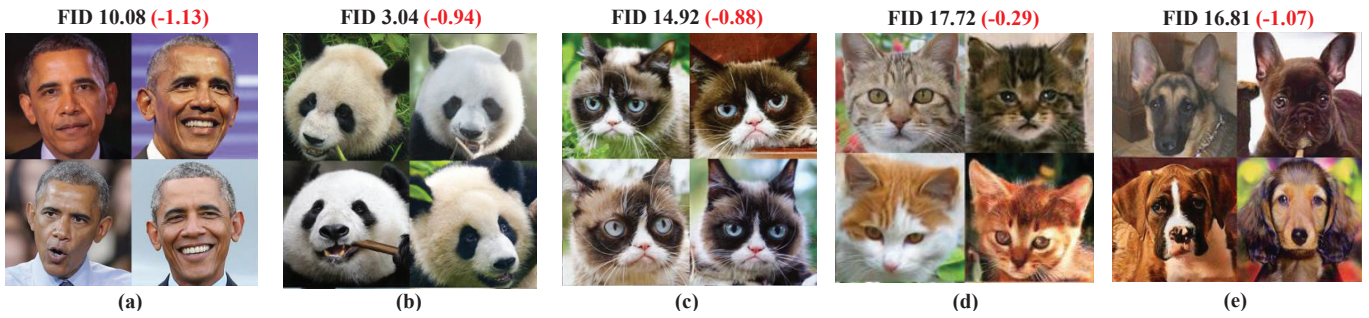 FID 10.08 (-1.13) FID 3.04 (-0.94) FID 14.92 (-0.88) FID 17.72 (-0.29) FID 16.81 (-1.07)
(a) (b) (c) (d) (e)